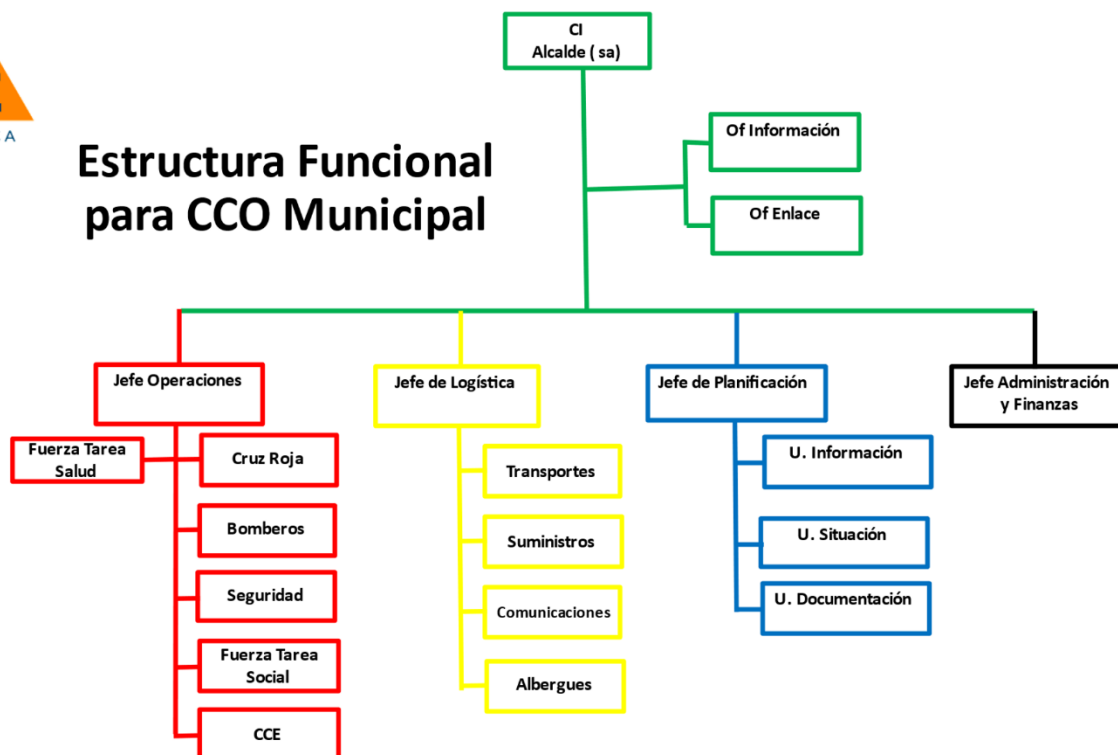 CI
Alcalde ( sa)
Of Información
Of Enlace
A
Estructura Funcional
para CCO Municipal
Jefe Operaciones
Jefe de Logística
Jefe de Planificación
Jefe Administración
y Finanzas
Fuerza Tarea
Salud
Cruz Roja
Bomberos
Seguridad
Fuerza Tarea
Social
CCE
Transportes
Suministros
Comunicaciones
Albergues
U. Información
U. Situación
U. Documentación